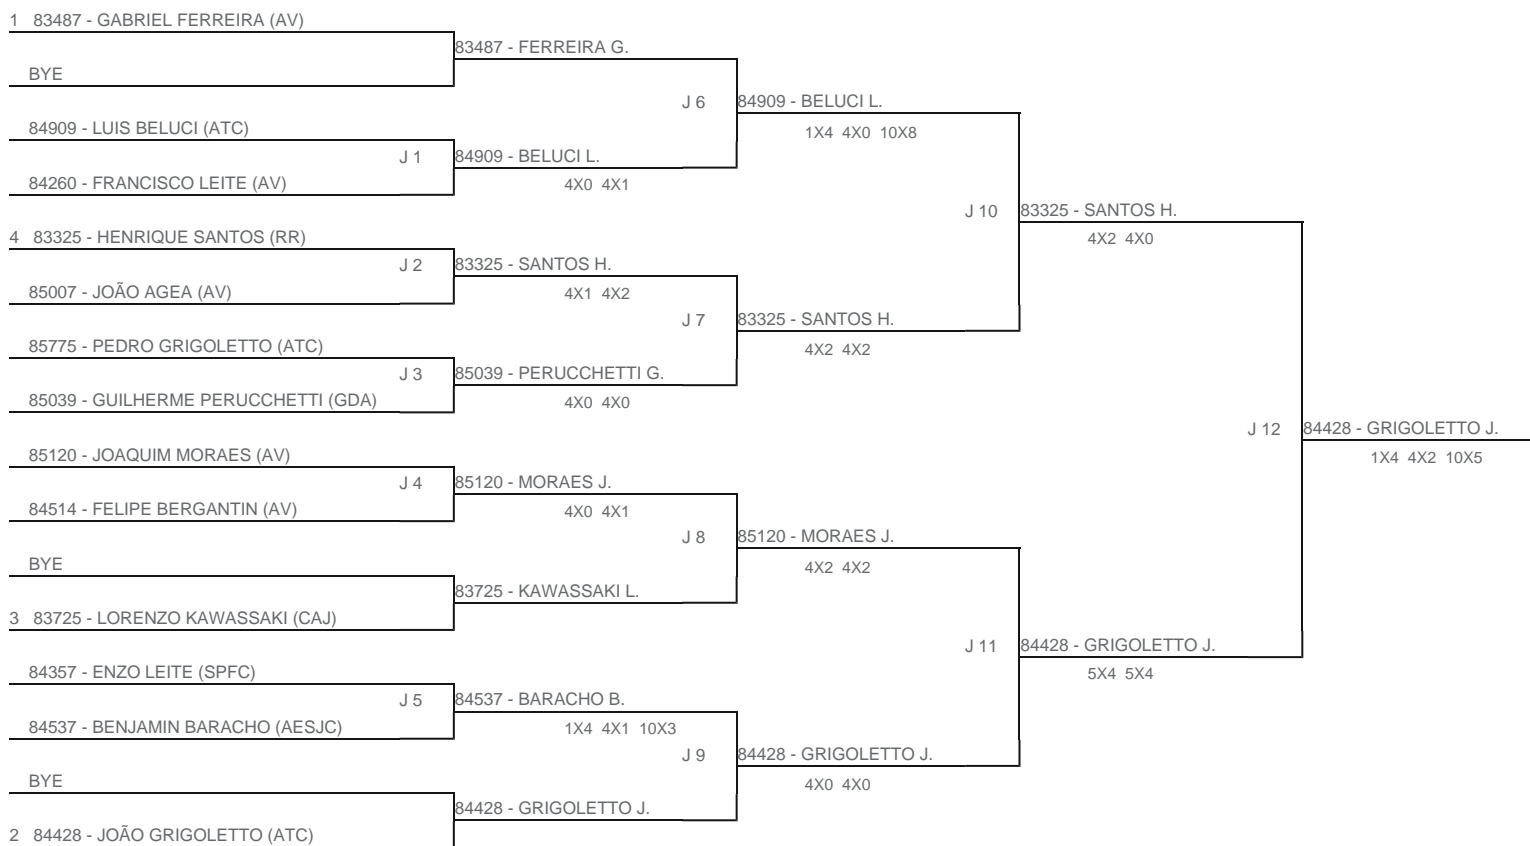 1 83487 - GABRIEL FERREIRA (AV)
83487 - FERREIRA G.
BYE
J 6 84909 - BELUCI L.
84909 - LUIS BELUCI (ATC)
1X4 4X0 10X8
J 1 84909 - BELUCI L.
84260 - FRANCISCO LEITE (AV)
4X0 4X1
J 10 83325 - SANTOS H.
4 83325 - HENRIQUE SANTOS (RR)
4X2 4X0
J 2 83325 - SANTOS H.
85007 - JOÃO AGEA (AV)
4X1 4X2
J 7 83325 - SANTOS H.
85775 - PEDRO GRIGOLETTO (ATC)
4X2 4X2
J 3 85039 - PERUCCHETTI G.
85039 - GUILHERME PERUCCHETTI (GDA)
4X0 4X0
J 12 84428 - GRIGOLETTO J.
85120 - JOAQUIM MORAES (AV)
1X4 4X2 10X5
J 4 85120 - MORAES J.
84514 - FELIPE BERGANTIN (AV)
4X0 4X1
J 8 85120 - MORAES J.
BYE
4X2 4X2
83725 - KAWASSAKI L.
3 83725 - LORENZO KAWASSAKI (CAJ)
J 11 84428 - GRIGOLETTO J.
84357 - ENZO LEITE (SPFC)
5X4 5X4
J 5 84537 - BARACHO B.
84537 - BENJAMIN BARACHO (AESJC)
1X4 4X1 10X3
J 9 84428 - GRIGOLETTO J.
BYE
4X0 4X0
84428 - GRIGOLETTO J.
2 84428 - JOÃO GRIGOLETTO (ATC)